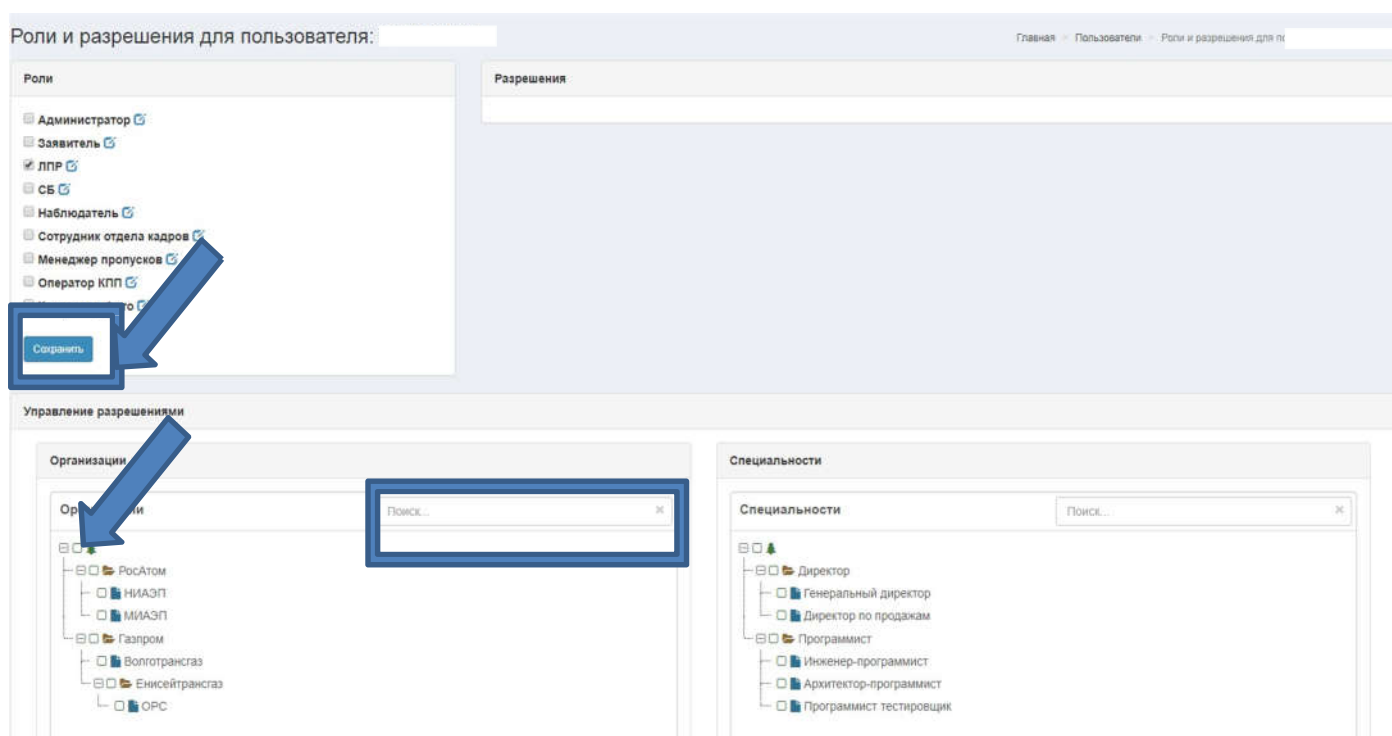 Роли и разрешения для пользователя:
Главная > Пользователи > Роли и разрешения для
Роли
Разрешения
Администратор
Заявитель
ЛПР
СБ
Наблюдатель
Сотрудник отдела кадров
Менеджер пропусков
Оператор КПП
Сохранить
Управление разрешениями
Организации
Специальности
Поиск...
Специальности
Поиск...
РосАтом
НИАЭП
МИАЭП
Газпром
Волготрансгаз
Енисейтрансгаз
ОРС
Директор
Генеральный директор
Директор по продажам
Программист
Инженер-программист
Архитектор-программист
Программист тестировщик